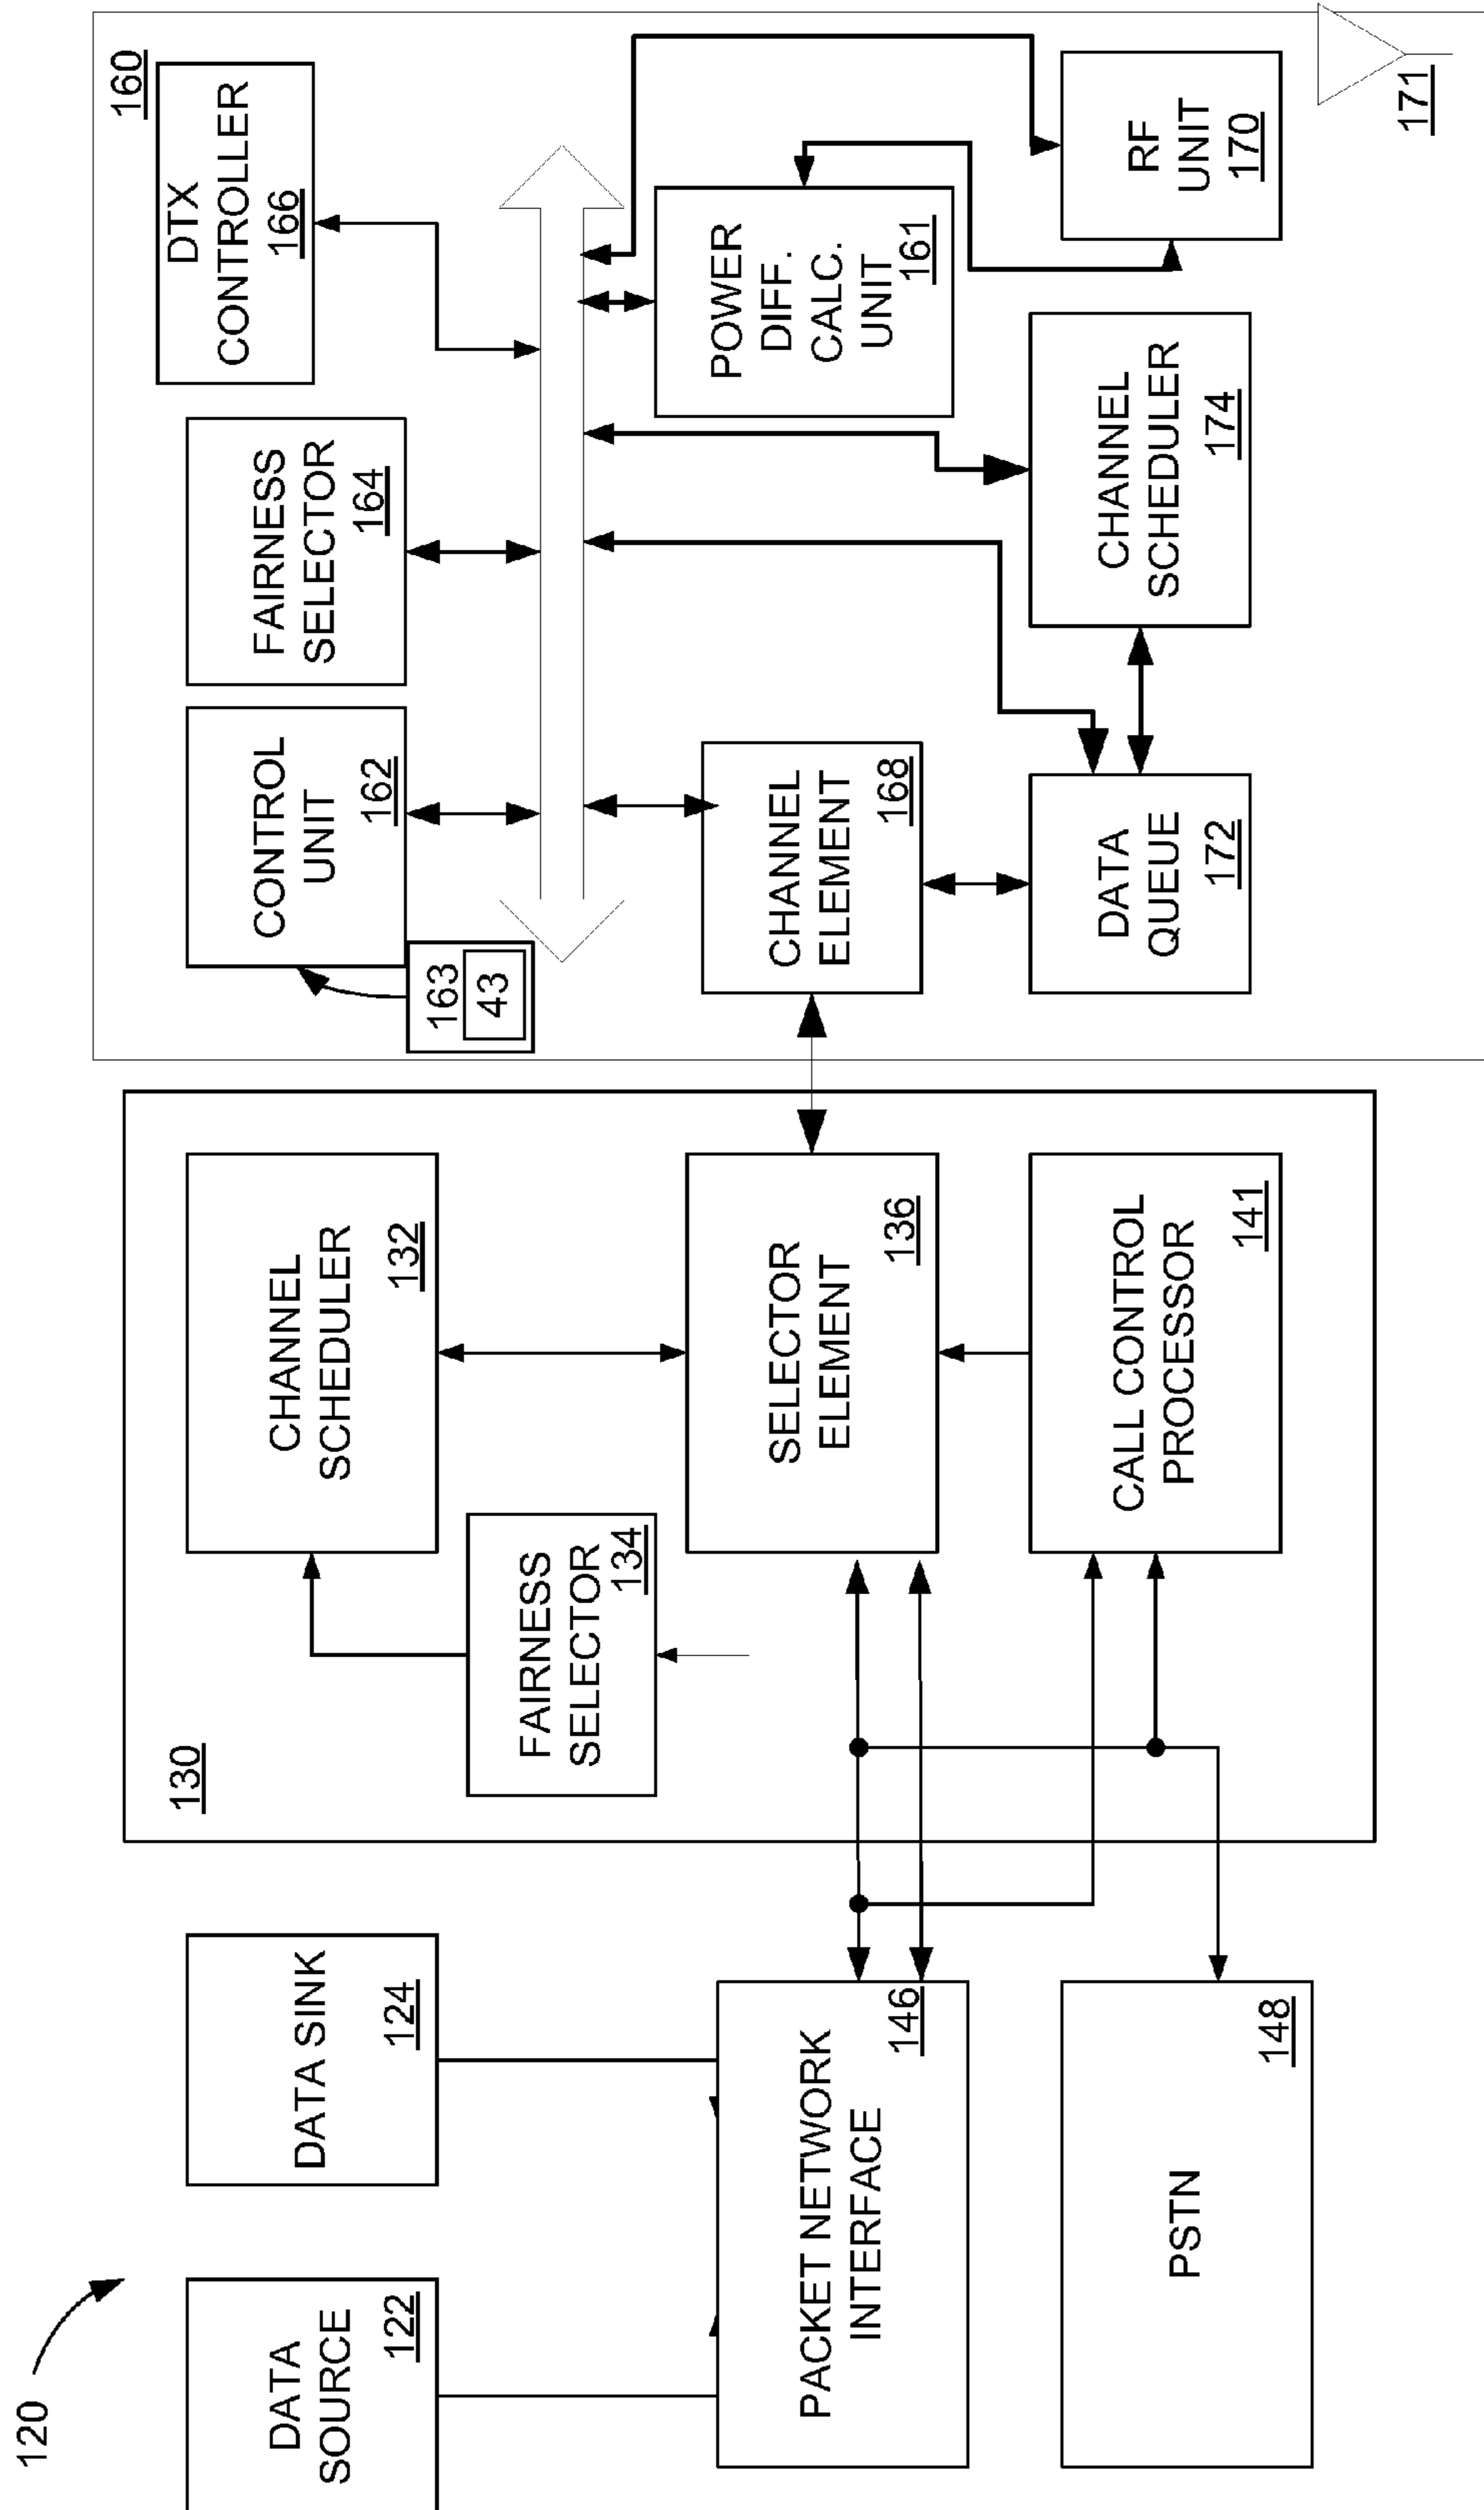 120
DATA
SOURCE
122
DATA SINK
124
PACKET NETWORK
INTERFACE
146
PSTN
148
130
CHANNEL
SCHEDULER
132
FAIRNESS
SELECTOR
134
SELECTOR
ELEMENT
136
CALL CONTROL
PROCESSOR
141
160
CONTROL
UNIT
162
163
43
FAIRNESS
SELECTOR
164
DTX
CONTROLLER
166
CHANNEL
ELEMENT
168
POWER
DIFF.
CALC.
UNIT
161
DATA
QUEUE
172
CHANNEL
SCHEDULER
174
RF
UNIT
170
171